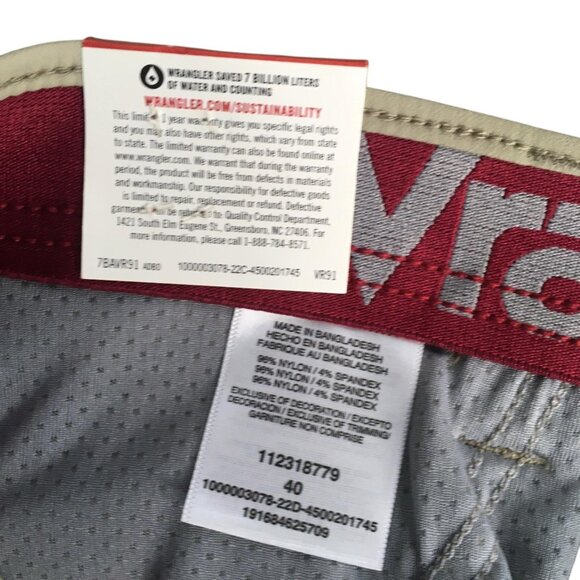 WRANGLER SAVED 7 BILLION LITERS
OF WATER AND COUNTING
WRANGLER.COM/SUSTAINABILITY
This limited 1 year warranty gives you specific legal rights
and you may also have other rights, which vary from state
to state. The limited warranty can also be found online at
www.wrangler.com. We warrant that during the warranty
period, the product will be free from defects in materials
and workmanship. Our responsibility for defective goods
is limited to repair, replacement or refund. Defective
garments can be returned to Quality Control Department,
1421 South Elm Eugene St., Greensboro, NC 27406. For
more information, please call 1-888-784-8571.
7BAVR91 ADBD 1000003078-22C-4500201745 VR91
Wra
MADE IN BANGLADESH
HECHO EN BANGLADESH
FABRIQUE AU BANGLADESH
96% NYLON / 4% SPANDEX
96% NYLON / 4% SPANDEX
96% NYLON / 4% SPANDEX
EXCLUSIVE OF DECORATION / EXCEPTO
DECORACION / EXCLUSIVE OF TRIMMING/
GARNITURE NON COMPRISE
112318779
40
1000003078-22D-4500201745
191684625709